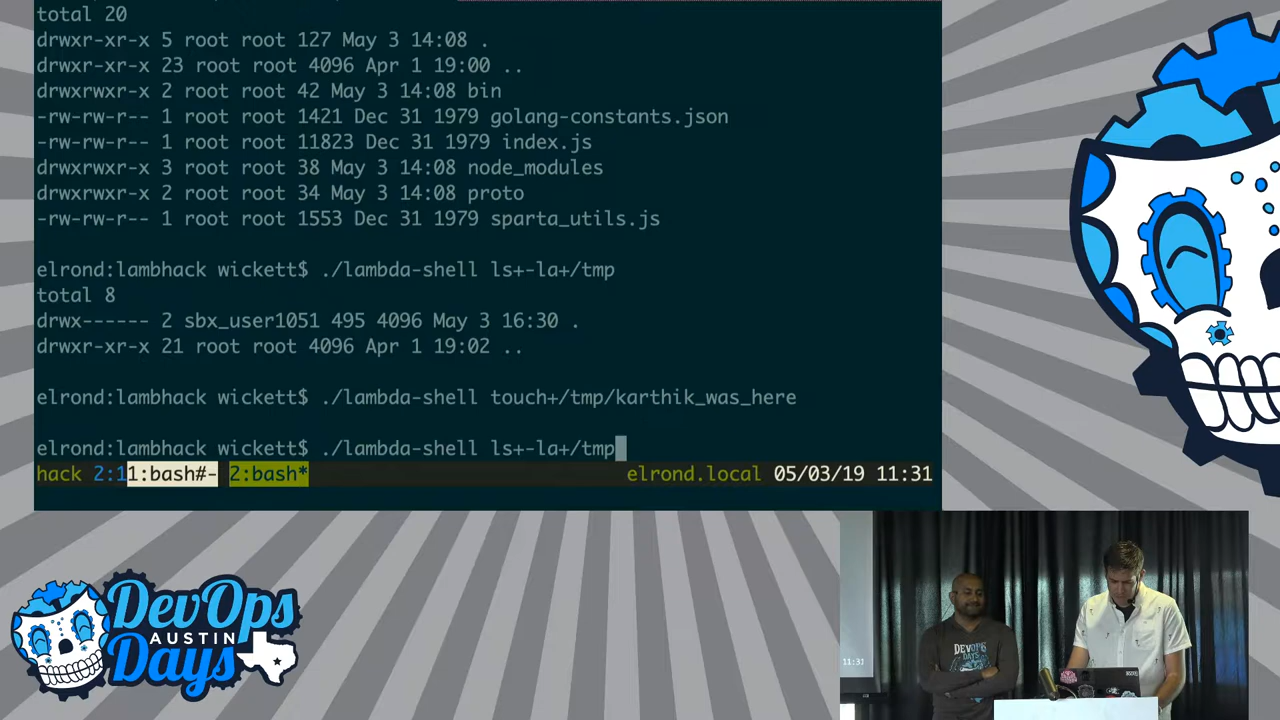 total 20
drwxr-xr-x 5 root root 127 May 3 14:08 .
drwxr-xr-x 23 root root 4096 Apr 1 19:00 ..
drwxr-xr-x 2 root root 42 May 3 14:08 bin
-rw-rw-r-- 1 root root 1421 Dec 31 1979 golang-constants.json
-rw-rw-r-- 1 root root 11823 Dec 31 1979 index.js
drwxrwxr-x 3 root root 38 May 3 14:08 node_modules
drwxrwxr-x 2 root root 34 May 3 14:08 proto
-rw-rw-r-- 1 root root 1553 Dec 31 1979 sparta_utils.js
elrond:lambhack wickett$ ./lambda-shell ls+-la+/tmp
total 8
drwx------ 2 sbx_user1051 495 4096 May 3 16:30 .
drwxr-xr-x 21 root root 4096 Apr 1 19:02 ..
elrond:lambhack wickett$ ./lambda-shell touch+/tmp/karthik_was_here
elrond:lambhack wickett$ ./lambda-shell ls+-la+/tmp
hack 2:11:bash#- 2:bash* elrond.local 05/03/19 11:31
DevOps
AUSTIN
Days
DEVOPS
DAYS
11:31